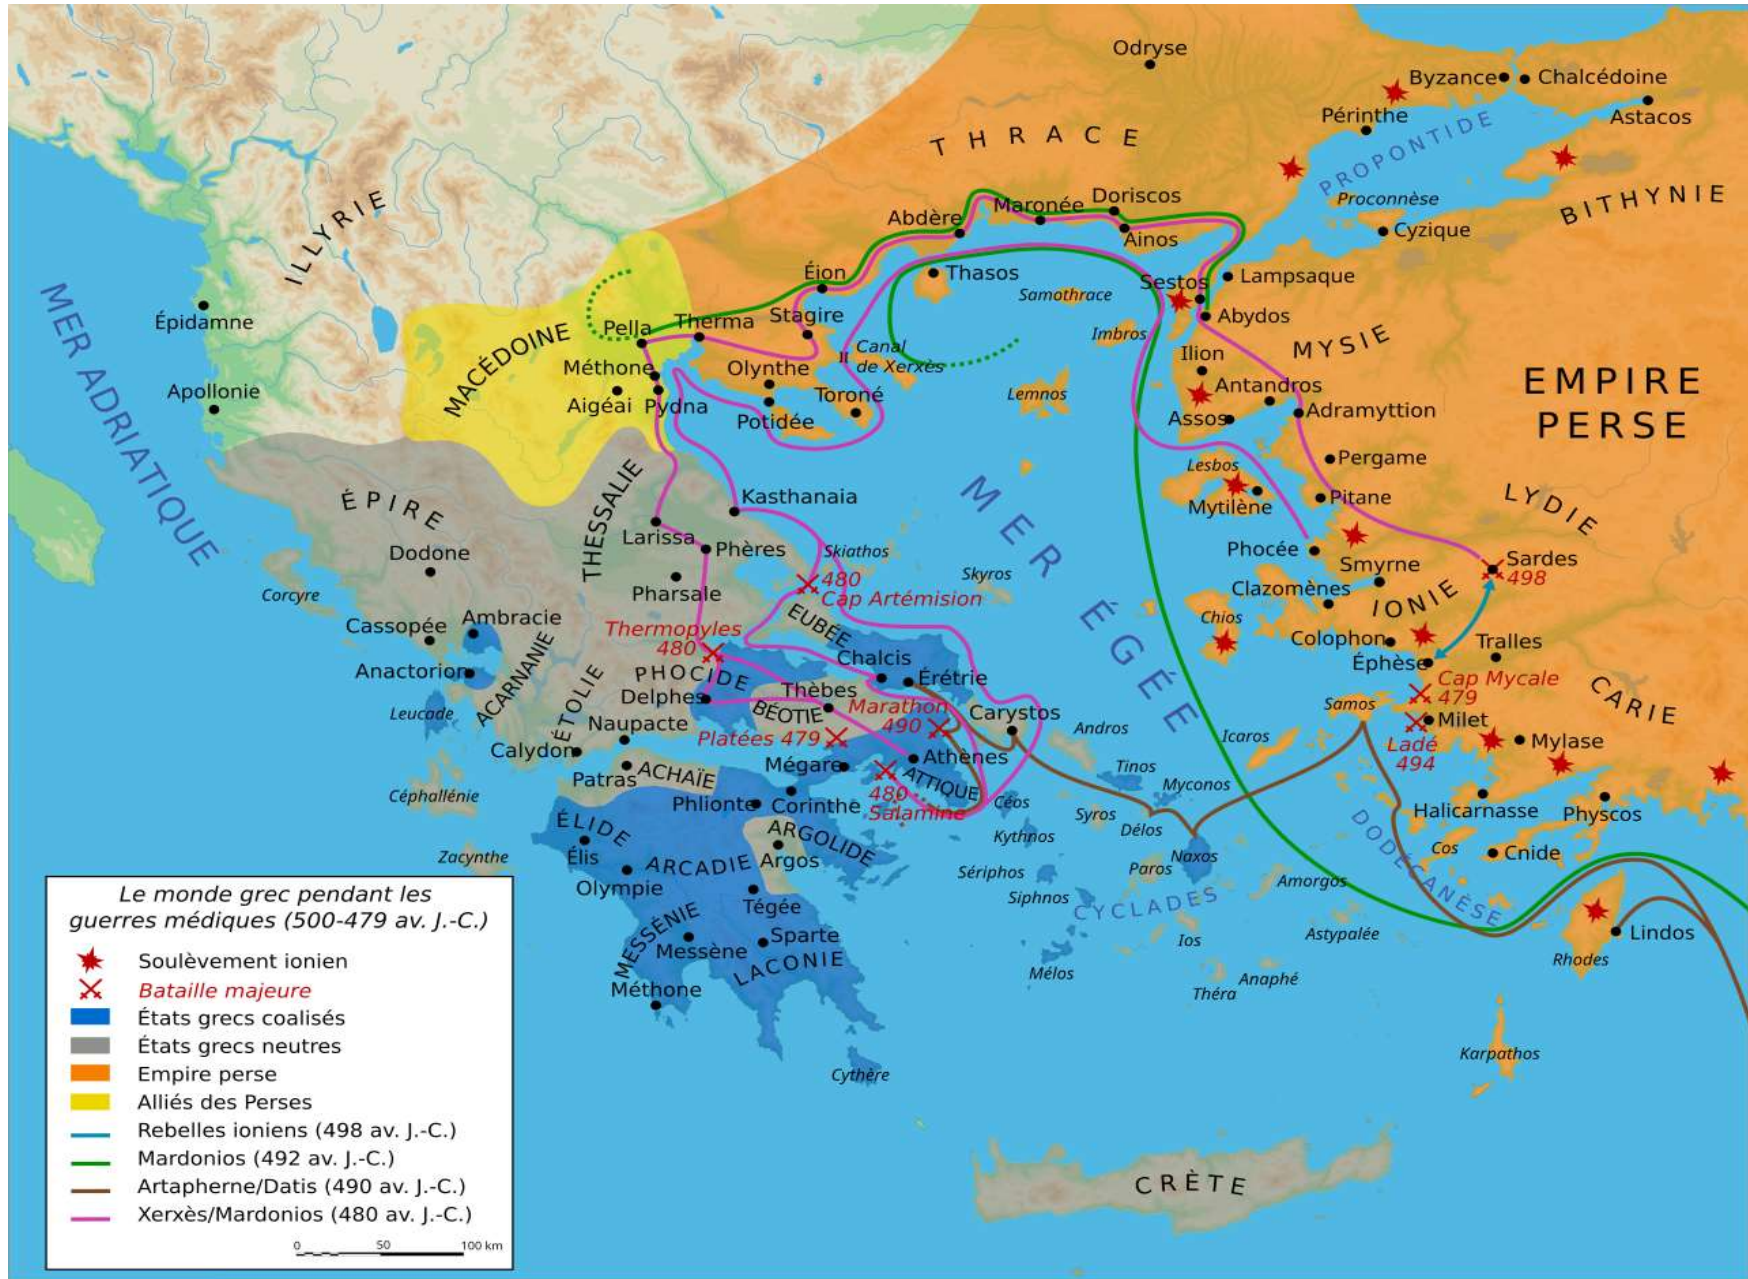 Odryse
Byzance
Chalcédoine
Périnthe
Astacos
THRACE
PROPONTIDE
Proconnèse
BITHYNIE
Cyzique
Doriscos
Maronée
Abdère
Ainos
ILLYRIE
MER ADRIATIQUE
Épidamne
Apollonie
Éion
Thasos
Samothrace
Sestos
Lampsaque
Abydos
Imbros
MYSIE
EMPIRE
PERSE
MACÉDOINE
Pella
Therma
Stagire
Canal
de Xerxès
Méthone
Olynthe
Aigéai
Pydna
Potidée
Toroné
Lemnos
Ilion
Antandros
Assos
Adramyttion
Pergame
Lesbos
Mytilène
Pitane
LYDIE
ÉPIRE
THESSALIE
Kasthanaia
MER ÉGÉE
Dodone
Larissa
Phères
Skiathos
Skyros
Phocée
Smyrne
Sardes
498
Corcyre
Pharsale
480
Cap Artémision
Clazomènes
IONIE
Cassopée
Ambracie
Thermopyles
480
EUBÉE
Chios
Colophon
Tralles
Éphèse
Anactorion
ACARNANIE
PHOCIDE
Chalcis
Érétrie
Cap Mycale
479
CARIE
Leucade
ÉTOLIE
Delphes
Thèbes
BÉOTIE
Marathon
490
Carystos
Andros
Samos
Icaros
Milet
Ladé
494
Mylase
Naupacte
Platées 479
Calydon
Patras
ACHAÏE
Mégare
Athènes
ATTIQUE
Tinos
Myconos
Céphallénie
Phlionte
Corinthe
480
Salamine
Céos
Syros
Délos
Halicarnasse
Physcos
Kythnos
DODÉCANÈSE
Zacynthe
ÉLIDE
Élis
ARCADIE
ARGOLIDE
Argos
Olympie
Tégée
Sériphos
Siphnos
Paros
Naxos
Amorgos
Cos
Cnide
CYCLADES
MESSÉNIE
Messène
Sparte
LACONIE
Méthone
Mélos
Ios
Astypalée
Théra
Anaphé
Lindos
Rhodes
Karpathos
Cythère
CRÈTE
Le monde grec pendant les
guerres médiques (500-479 av. J.-C.)
Soulèvement ionien
Bataille majeure
États grecs coalisés
États grecs neutres
Empire perse
Alliés des Perses
Rebelles ioniens (498 av. J.-C.)
Mardonios (492 av. J.-C.)
Artapherne/Datis (490 av. J.-C.)
Xerxès/Mardonios (480 av. J.-C.)
0 50 100 km